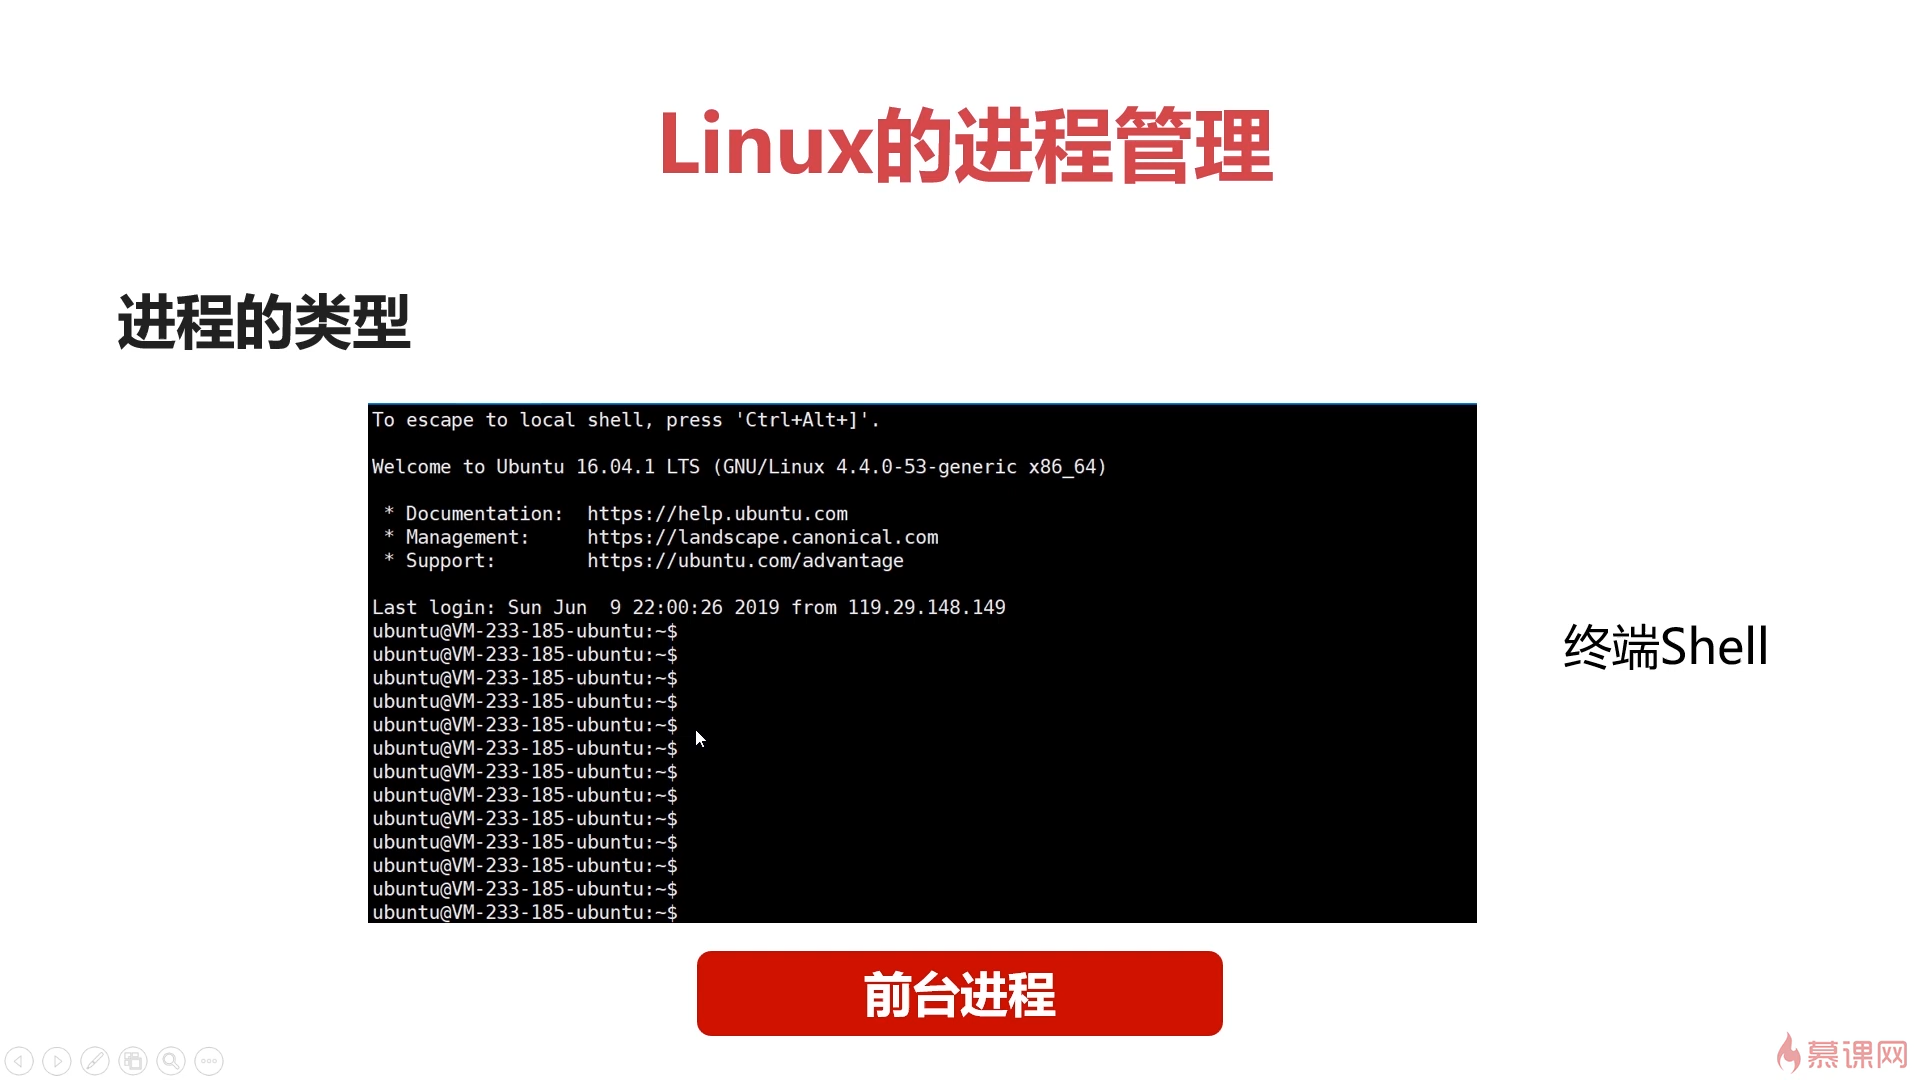 Linux的进程管理
进程的类型
To escape to local shell, press 'Ctrl+Alt+]'.
Welcome to Ubuntu 16.04.1 LTS (GNU/Linux 4.4.0-53-generic x86_64)
 * Documentation:  https://help.ubuntu.com
 * Management:     https://landscape.canonical.com
 * Support:        https://ubuntu.com/advantage
Last login: Sun Jun  9 22:00:26 2019 from 119.29.148.149
ubuntu@VM-233-185-ubuntu:~$
ubuntu@VM-233-185-ubuntu:~$
ubuntu@VM-233-185-ubuntu:~$
ubuntu@VM-233-185-ubuntu:~$
ubuntu@VM-233-185-ubuntu:~$
ubuntu@VM-233-185-ubuntu:~$
ubuntu@VM-233-185-ubuntu:~$
ubuntu@VM-233-185-ubuntu:~$
ubuntu@VM-233-185-ubuntu:~$
ubuntu@VM-233-185-ubuntu:~$
ubuntu@VM-233-185-ubuntu:~$
ubuntu@VM-233-185-ubuntu:~$
ubuntu@VM-233-185-ubuntu:~$
终端Shell
前台进程
慕课网